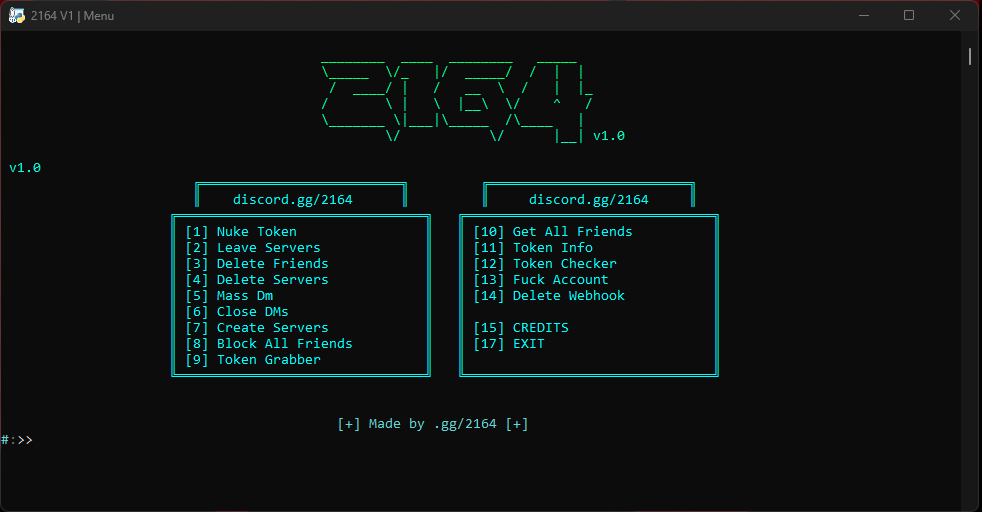 2164 V1 | Menu
2164 v1.0
v1.0
discord.gg/2164
[1] Nuke Token
[2] Leave Servers
[3] Delete Friends
[4] Delete Servers
[5] Mass Dm
[6] Close DMs
[7] Create Servers
[8] Block All Friends
[9] Token Grabber
discord.gg/2164
[10] Get All Friends
[11] Token Info
[12] Token Checker
[13] Fuck Account
[14] Delete Webhook
[15] CREDITS
[17] EXIT
[+] Made by .gg/2164 [+]
#:>>